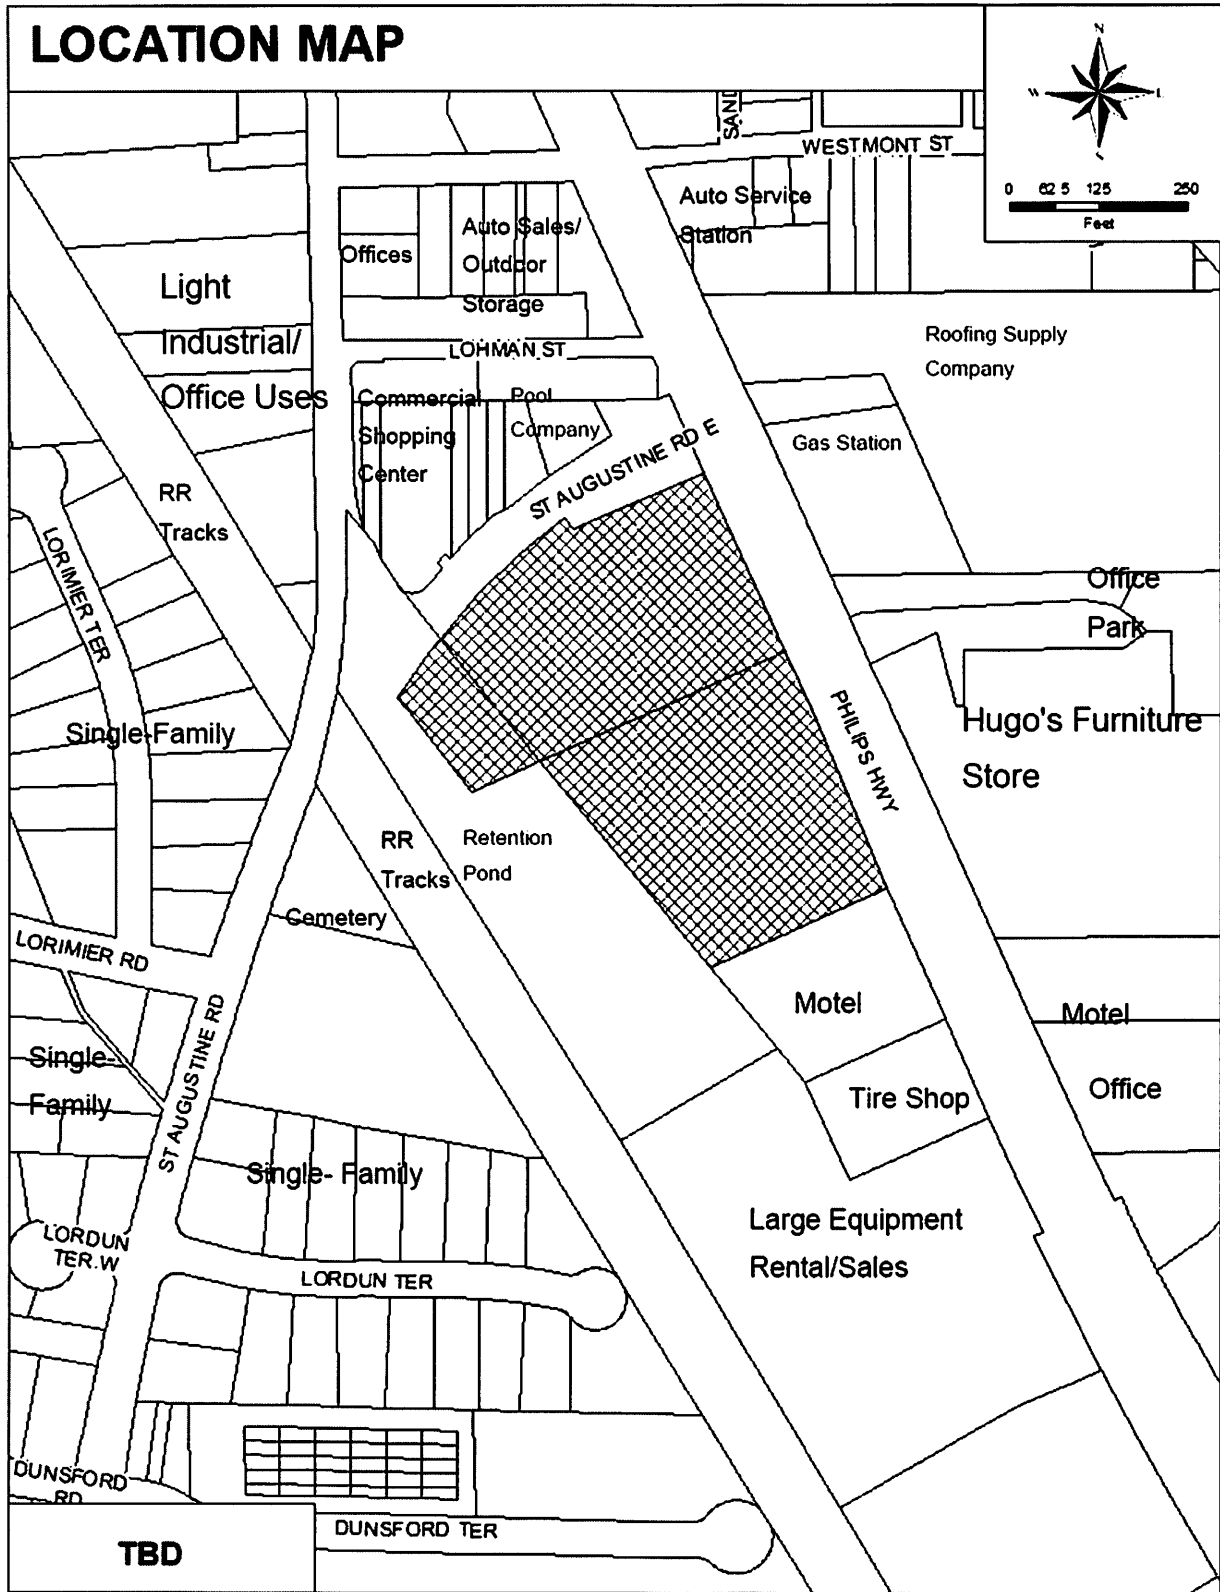 LOCATION MAP
N
W
0 62 5 125 250
Feet
SAND
WESTMONT ST
Auto Service
Station
Auto Sales/
Outdoor
Storage
Offices
Light
Industrial/
Office Uses
LOHMAN ST
Roofing Supply
Company
Commercial
Shopping
Center
Pool
Company
ST AUGUSTINE RD E
Gas Station
RR
Tracks
LORIMIER TER
Office
Park
Single-Family
PHILIPS HWY
Hugo's Furniture
Store
RR
Tracks
Retention
Pond
Cemetery
LORIMIER RD
Motel
Motel
ST AUGUSTINE RD
Single-
Family
Tire Shop
Office
Single- Family
Large Equipment
Rental/Sales
LORDUN
TER.W
LORDUN TER
DUNSFORD
RD
DUNSFORD TER
TBD